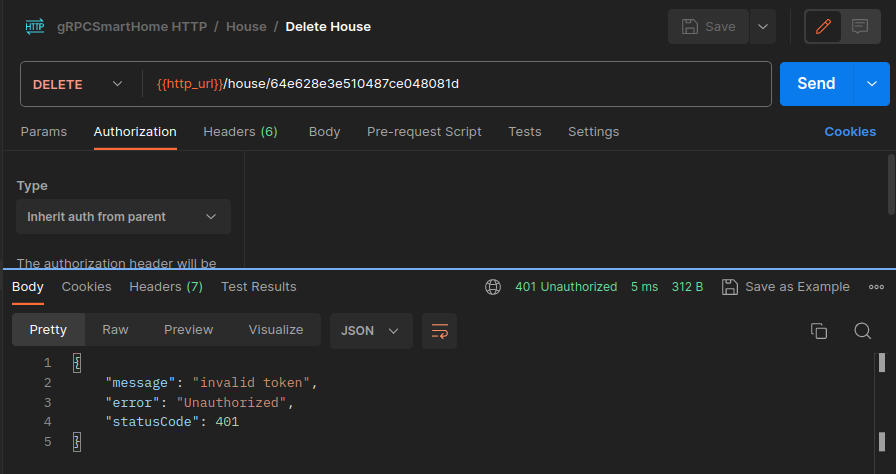 HTTP gRPCSmartHome HTTP / House / Delete House Save
DELETE {{http_url}}/house/64e628e3e510487ce048081d Send
Params Authorization Headers (6) Body Pre-request Script Tests Settings Cookies
Type
Inherit auth from parent
The authorization header will be
Body Cookies Headers (7) Test Results 401 Unauthorized 5 ms 312 B Save as Example
Pretty Raw Preview Visualize JSON
1 {
2 "message": "invalid token",
3 "error": "Unauthorized",
4 "statusCode": 401
5 }